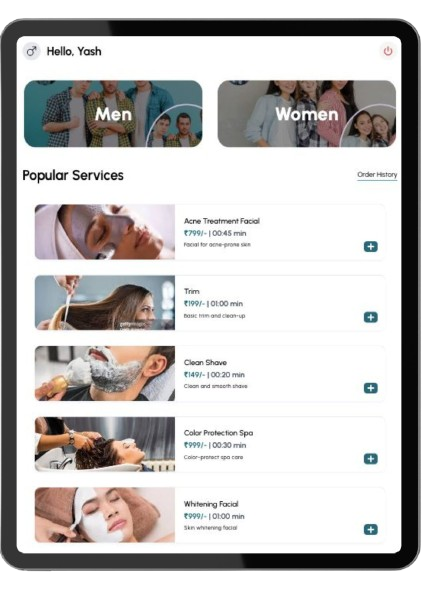 Hello, Yash
Men
Women
Popular Services
Order History
Acne Treatment Facial
₹799/- | 00:45 min
Facial for acne-prone skin
Trim
₹199/- | 01:00 min
Basic trim and clean-up
Clean Shave
₹149/- | 00:20 min
Clean and smooth shave
Color Protection Spa
₹999/- | 00:30 min
Color-protect spa care
Whitening Facial
₹999/- | 01:00 min
Skin whitening facial